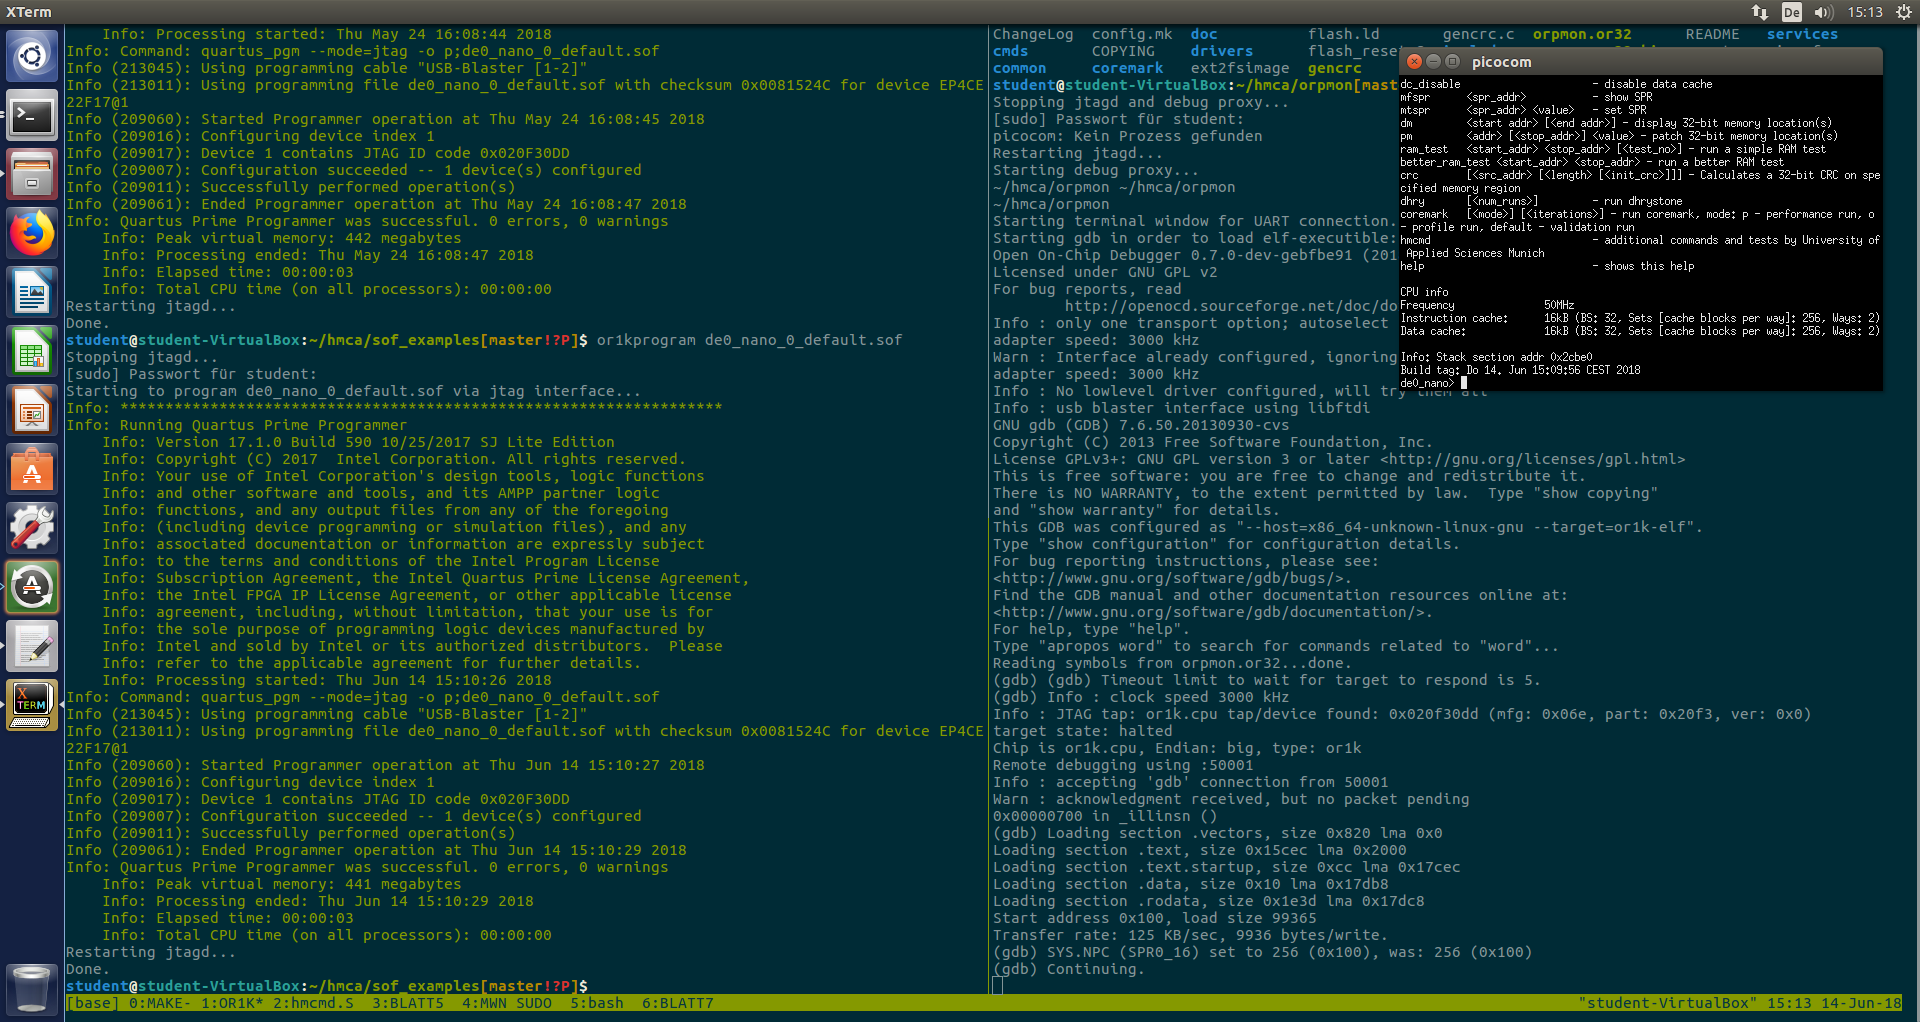 XTerm
De
15:13
    Info: Processing started: Thu May 24 16:08:44 2018
Info: Command: quartus_pgm --mode=jtag -o p;de0_nano_0_default.sof
Info (213045): Using programming cable "USB-Blaster [1-2]"
Info (213011): Using programming file de0_nano_0_default.sof with checksum 0x0081524C for device EP4CE
22F17@1
Info (209060): Started Programmer operation at Thu May 24 16:08:45 2018
Info (209016): Configuring device index 1
Info (209017): Device 1 contains JTAG ID code 0x020F30DD
Info (209007): Configuration succeeded -- 1 device(s) configured
Info (209011): Successfully performed operation(s)
Info (209061): Ended Programmer operation at Thu May 24 16:08:47 2018
Info: Quartus Prime Programmer was successful. 0 errors, 0 warnings
    Info: Peak virtual memory: 442 megabytes
    Info: Processing ended: Thu May 24 16:08:47 2018
    Info: Elapsed time: 00:00:03
    Info: Total CPU time (on all processors): 00:00:00
Restarting jtagd...
Done.
student@student-VirtualBox:~/hmca/sof_examples[master!?P]$ or1kprogram de0_nano_0_default.sof
Stopping jtagd...
[sudo] Passwort für student:
Starting to program de0_nano_0_default.sof via jtag interface...
Info: *******************************************************************
Info: Running Quartus Prime Programmer
    Info: Version 17.1.0 Build 590 10/25/2017 SJ Lite Edition
    Info: Copyright (C) 2017  Intel Corporation. All rights reserved.
    Info: Your use of Intel Corporation's design tools, logic functions
    Info: and other software and tools, and its AMPP partner logic
    Info: functions, and any output files from any of the foregoing
    Info: (including device programming or simulation files), and any
    Info: associated documentation or information are expressly subject
    Info: to the terms and conditions of the Intel Program License
    Info: Subscription Agreement, the Intel Quartus Prime License Agreement,
    Info: the Intel FPGA IP License Agreement, or other applicable license
    Info: agreement, including, without limitation, that your use is for
    Info: the sole purpose of programming logic devices manufactured by
    Info: Intel and sold by Intel or its authorized distributors.  Please
    Info: refer to the applicable agreement for further details.
    Info: Processing started: Thu Jun 14 15:10:26 2018
Info: Command: quartus_pgm --mode=jtag -o p;de0_nano_0_default.sof
Info (213045): Using programming cable "USB-Blaster [1-2]"
Info (213011): Using programming file de0_nano_0_default.sof with checksum 0x0081524C for device EP4CE
22F17@1
Info (209060): Started Programmer operation at Thu Jun 14 15:10:27 2018
Info (209016): Configuring device index 1
Info (209017): Device 1 contains JTAG ID code 0x020F30DD
Info (209007): Configuration succeeded -- 1 device(s) configured
Info (209011): Successfully performed operation(s)
Info (209061): Ended Programmer operation at Thu Jun 14 15:10:29 2018
Info: Quartus Prime Programmer was successful. 0 errors, 0 warnings
    Info: Peak virtual memory: 441 megabytes
    Info: Processing ended: Thu Jun 14 15:10:29 2018
    Info: Elapsed time: 00:00:03
    Info: Total CPU time (on all processors): 00:00:00
Restarting jtagd...
Done.
student@student-VirtualBox:~/hmca/sof_examples[master!?P]$
ChangeLog  config.mk  doc  flash.ld  gencrc.c  orpmon.or32  README  services
cmds  COPYING  drivers  flash_rese
common  coremark  ext2fsimage  gencrc
student@student-VirtualBox:~/hmca/orpmon[mast
Stopping jtagd and debug proxy...
[sudo] Passwort für student:
picocom: Kein Prozess gefunden
Restarting jtagd...
Starting debug proxy...
~/hmca/orpmon ~/hmca/orpmon
~/hmca/orpmon
Starting terminal window for UART connection.
Starting gdb in order to load elf-executible:
Open On-Chip Debugger 0.7.0-dev-gebfbe91 (201
Licensed under GNU GPL v2
For bug reports, read
        http://openocd.sourceforge.net/doc/do
Info : only one transport option; autoselect
adapter speed: 3000 kHz
Warn : Interface already configured, ignoring
adapter speed: 3000 kHz
Info : No lowlevel driver configured, will try them all
Info : usb blaster interface using libftdi
GNU gdb (GDB) 7.6.50.20130930-cvs
Copyright (C) 2013 Free Software Foundation, Inc.
License GPLv3+: GNU GPL version 3 or later <http://gnu.org/licenses/gpl.html>
This is free software: you are free to change and redistribute it.
There is NO WARRANTY, to the extent permitted by law.  Type "show copying"
and "show warranty" for details.
This GDB was configured as "--host=x86_64-unknown-linux-gnu --target=or1k-elf".
Type "show configuration" for configuration details.
For bug reporting instructions, please see:
<http://www.gnu.org/software/gdb/bugs/>.
Find the GDB manual and other documentation resources online at:
<http://www.gnu.org/software/gdb/documentation/>.
For help, type "help".
Type "apropos word" to search for commands related to "word"...
Reading symbols from orpmon.or32...done.
(gdb) (gdb) Timeout limit to wait for target to respond is 5.
(gdb) Info : clock speed 3000 kHz
Info : JTAG tap: or1k.cpu tap/device found: 0x020f30dd (mfg: 0x06e, part: 0x20f3, ver: 0x0)
target state: halted
Chip is or1k.cpu, Endian: big, type: or1k
Remote debugging using :50001
Info : accepting 'gdb' connection from 50001
Warn : acknowledgment received, but no packet pending
0x00000700 in _illinsn ()
(gdb) Loading section .vectors, size 0x820 lma 0x0
Loading section .text, size 0x15cec lma 0x2000
Loading section .text.startup, size 0xcc lma 0x17cec
Loading section .data, size 0x10 lma 0x17db8
Loading section .rodata, size 0x1e3d lma 0x17dc8
Start address 0x100, load size 99365
Transfer rate: 125 KB/sec, 9936 bytes/write.
(gdb) SYS.NPC (SPR0_16) set to 256 (0x100), was: 256 (0x100)
(gdb) Continuing.
picocom
dc_disable                   - disable data cache
mfspr     <spr_addr>         - show SPR
mtspr     <spr_addr> <value>  - set SPR
dm        <start addr> [<end addr>] - display 32-bit memory location(s)
pm        <addr> [<stop_addr>] <value> - patch 32-bit memory location(s)
ram_test  <start_addr> <stop_addr> [<test_no>] - run a simple RAM test
better_ram_test <start_addr> <stop_addr> - run a better RAM test
crc       [<src_addr> [<length> [<init_crc>]]] - Calculates a 32-bit CRC on spe
cified memory region
dhry      [<num_runs>]       - run dhrystone
coremark  [<mode>] [<iterations>] - run coremark, mode: p - performance run, o
- profile run, default - validation run
hmcmd                        - additional commands and tests by University of
 Applied Sciences Munich
help                         - shows this help
CPU info
Frequency            50MHz
Instruction cache:   16kB (BS: 32, Sets [cache blocks per way]: 256, Ways: 2)
Data cache:          16kB (BS: 32, Sets [cache blocks per way]: 256, Ways: 2)
Info: Stack section addr 0x2cbe0
Build tag: Do 14. Jun 15:09:56 CEST 2018
de0_nano>
X
TERM
[base] 0:MAKE- 1:OR1K* 2:hmcmd.S  3:BLATT5  4:MWN SUDO  5:bash  6:BLATT7
"student-VirtualBox" 15:13 14-Jun-18